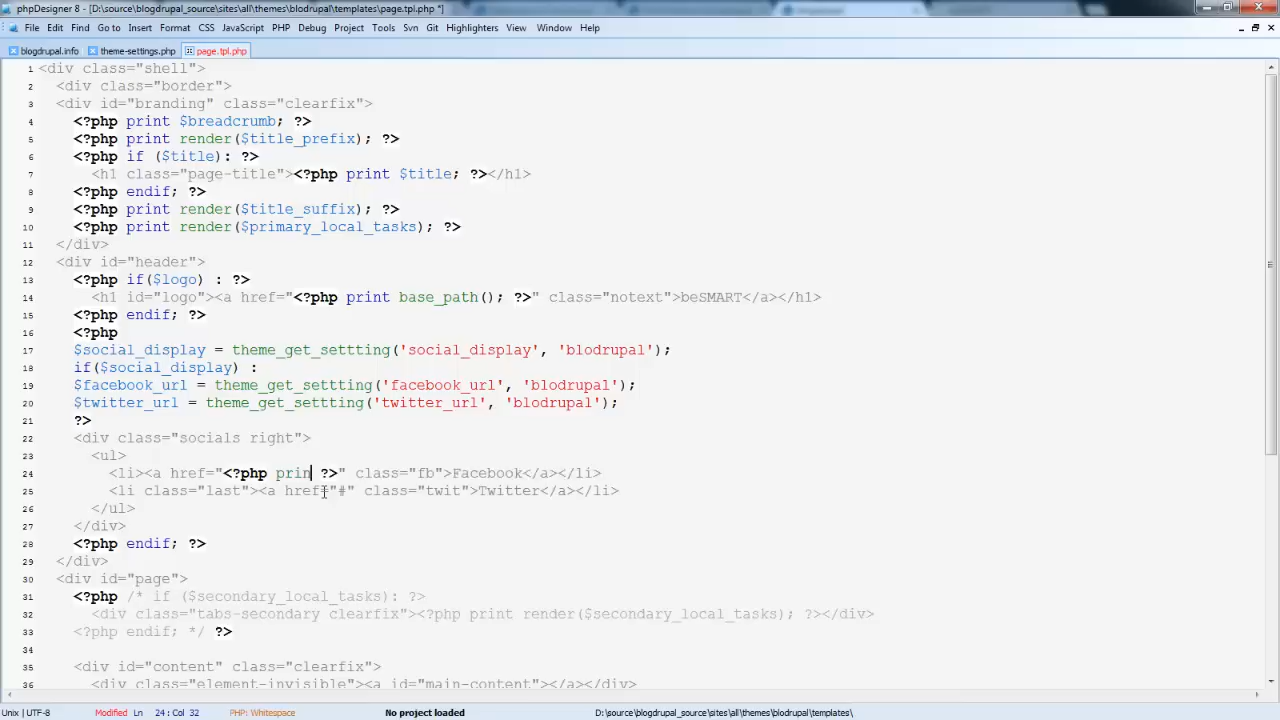 phpDesigner 8 - [D:\source\blogdrupal_source\sites\all\themes\blodrupal\templates\page.tpl.php *]
File Edit Find Go to Insert Format CSS JavaScript PHP Debug Project Tools Svn Git Highlighters View Window Help
blogdrupal.info theme-settings.php page.tpl.php
1 <div class="shell">
2 <div class="border">
3 <div id="branding" class="clearfix">
4 <?php print $breadcrumb; ?>
5 <?php print render($title_prefix); ?>
6 <?php if ($title): ?>
7 <h1 class="page-title"><?php print $title; ?></h1>
8 <?php endif; ?>
9 <?php print render($title_suffix); ?>
10 <?php print render($primary_local_tasks); ?>
11 </div>
12 <div id="header">
13 <?php if($logo) : ?>
14 <h1 id="logo"><a href="<?php print base_path(); ?>" class="notext">beSMART</a></h1>
15 <?php endif; ?>
16 <?php
17 $social_display = theme_get_settting('social_display', 'blodrupal');
18 if($social_display) :
19 $facebook_url = theme_get_settting('facebook_url', 'blodrupal');
20 $twitter_url = theme_get_settting('twitter_url', 'blodrupal');
21 ?>
22 <div class="socials right">
23 <ul>
24 <li><a href="<?php prin ?>" class="fb">Facebook</a></li>
25 <li class="last"><a href="#" class="twit">Twitter</a></li>
26 </ul>
27 </div>
28 <?php endif; ?>
29 </div>
30 <div id="page">
31 <?php /* if ($secondary_local_tasks): ?>
32 <div class="tabs-secondary clearfix"><?php print render($secondary_local_tasks); ?></div>
33 <?php endif; */ ?>
34
35 <div id="content" class="clearfix">
36 <div class="element-invisible"><a id="main-content"></a></div>
Unix | UTF-8 Modified Ln 24 : Col 32 PHP: Whitespace No project loaded D:\source\blogdrupal_source\sites\all\themes\blodrupal\templates\